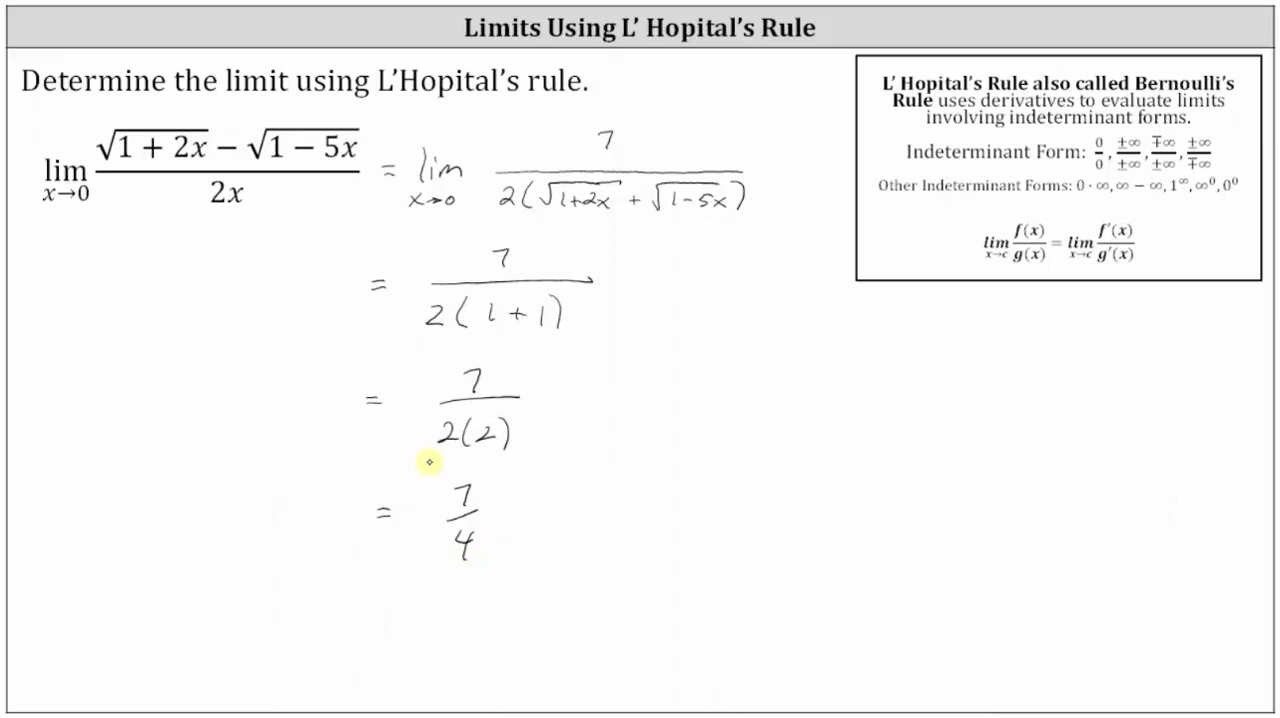 Limits Using L' Hopital's Rule
Determine the limit using L'Hopital's rule.
lim x→0 (√(1 + 2x) − √(1 − 5x)) / 2x = lim x→0 7 / 2(√(1+2x) + √(1−5x))
= 7 / 2(1+1)
= 7 / 2(2)
= 7 / 4
L' Hopital's Rule also called Bernoulli's
Rule uses derivatives to evaluate limits
involving indeterminant forms.
Indeterminant Form: 0/0, ±∞/±∞, ∓∞/±∞, ±∞/∓∞
Other Indeterminant Forms: 0 · ∞, ∞ − ∞, 1^∞, ∞^0, 0^0
lim x→c f(x)/g(x) = lim x→c f′(x)/g′(x)